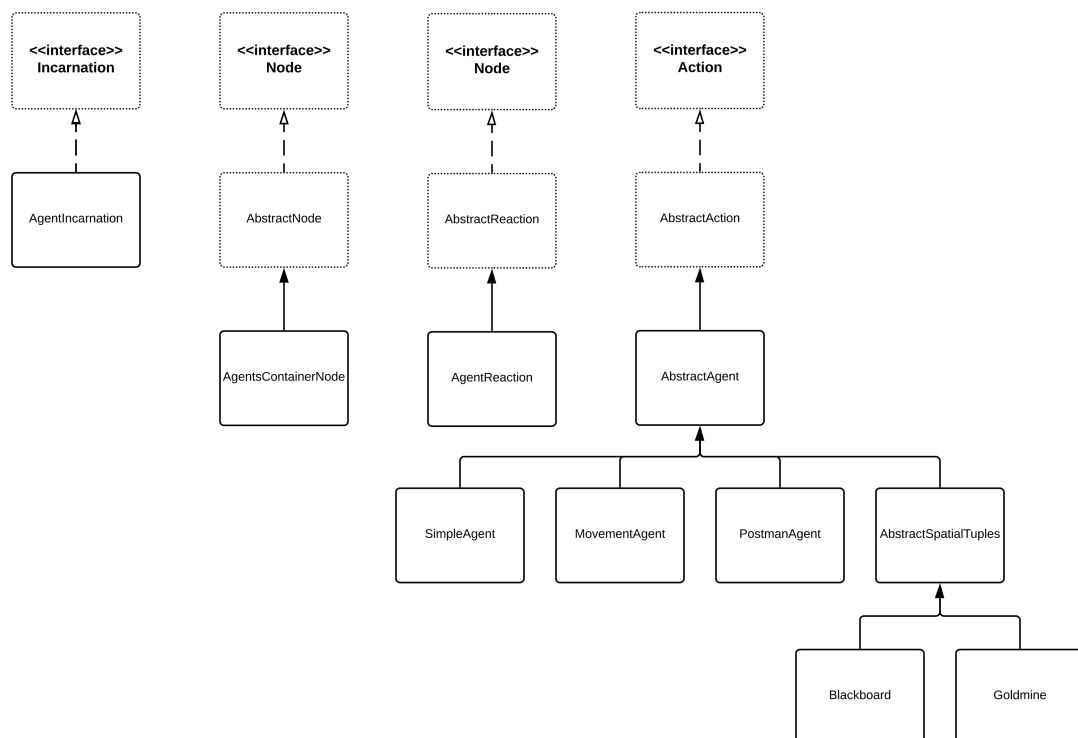 <<interface>>
Incarnation
<<interface>>
Node
<<interface>>
Node
<<interface>>
Action
AgentIncarnation
AbstractNode
AbstractReaction
AbstractAction
AgentsContainerNode
AgentReaction
AbstractAgent
SimpleAgent
MovementAgent
PostmanAgent
AbstractSpatialTuples
Blackboard
Goldmine